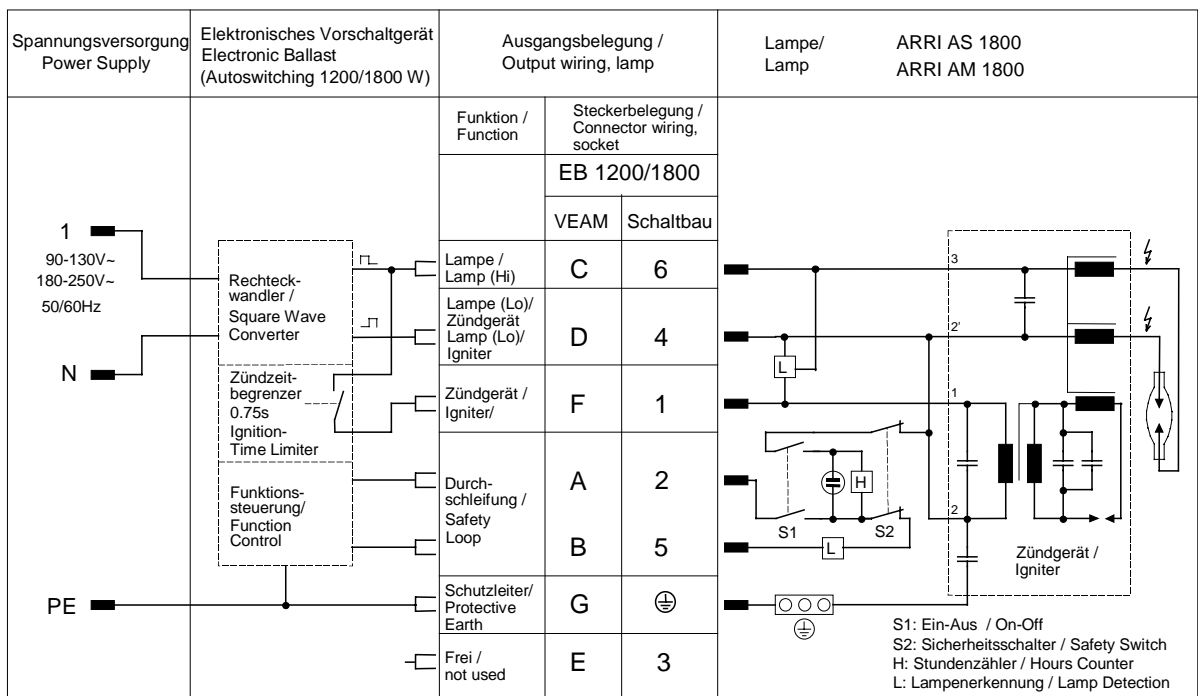 Spannungsversorgung
Power Supply
Elektronisches Vorschaltgerät
Electronic Ballast
(Autoswitching 1200/1800 W)
Ausgangsbelegung /
Output wiring, lamp
Lampe/
Lamp
ARRI AS 1800
ARRI AM 1800
Funktion /
Function
Steckerbelegung /
Connector wiring,
socket
EB 1200/1800
VEAM
Schaltbau
1
90-130V~
180-250V~
50/60Hz
N
PE
Rechteck-
wandler /
Square Wave
Converter
Zündzeit-
begrenzer
0.75s
Ignition-
Time Limiter
Funktions-
steuerung/
Function
Control
Lampe /
Lamp (Hi)
C
6
Lampe (Lo)/
Zündgerät
Lamp (Lo)/
Igniter
D
4
Zündgerät /
Igniter/
F
1
Durch-
schleifung /
Safety
Loop
A
2
B
5
Schutzleiter/
Protective
Earth
G
Frei /
not used
E
3
3
2'
1
2
L
H
S1
S2
L
Zündgerät /
Igniter
S1: Ein-Aus / On-Off
S2: Sicherheitsschalter / Safety Switch
H: Stundenzähler / Hours Counter
L: Lampenerkennung / Lamp Detection